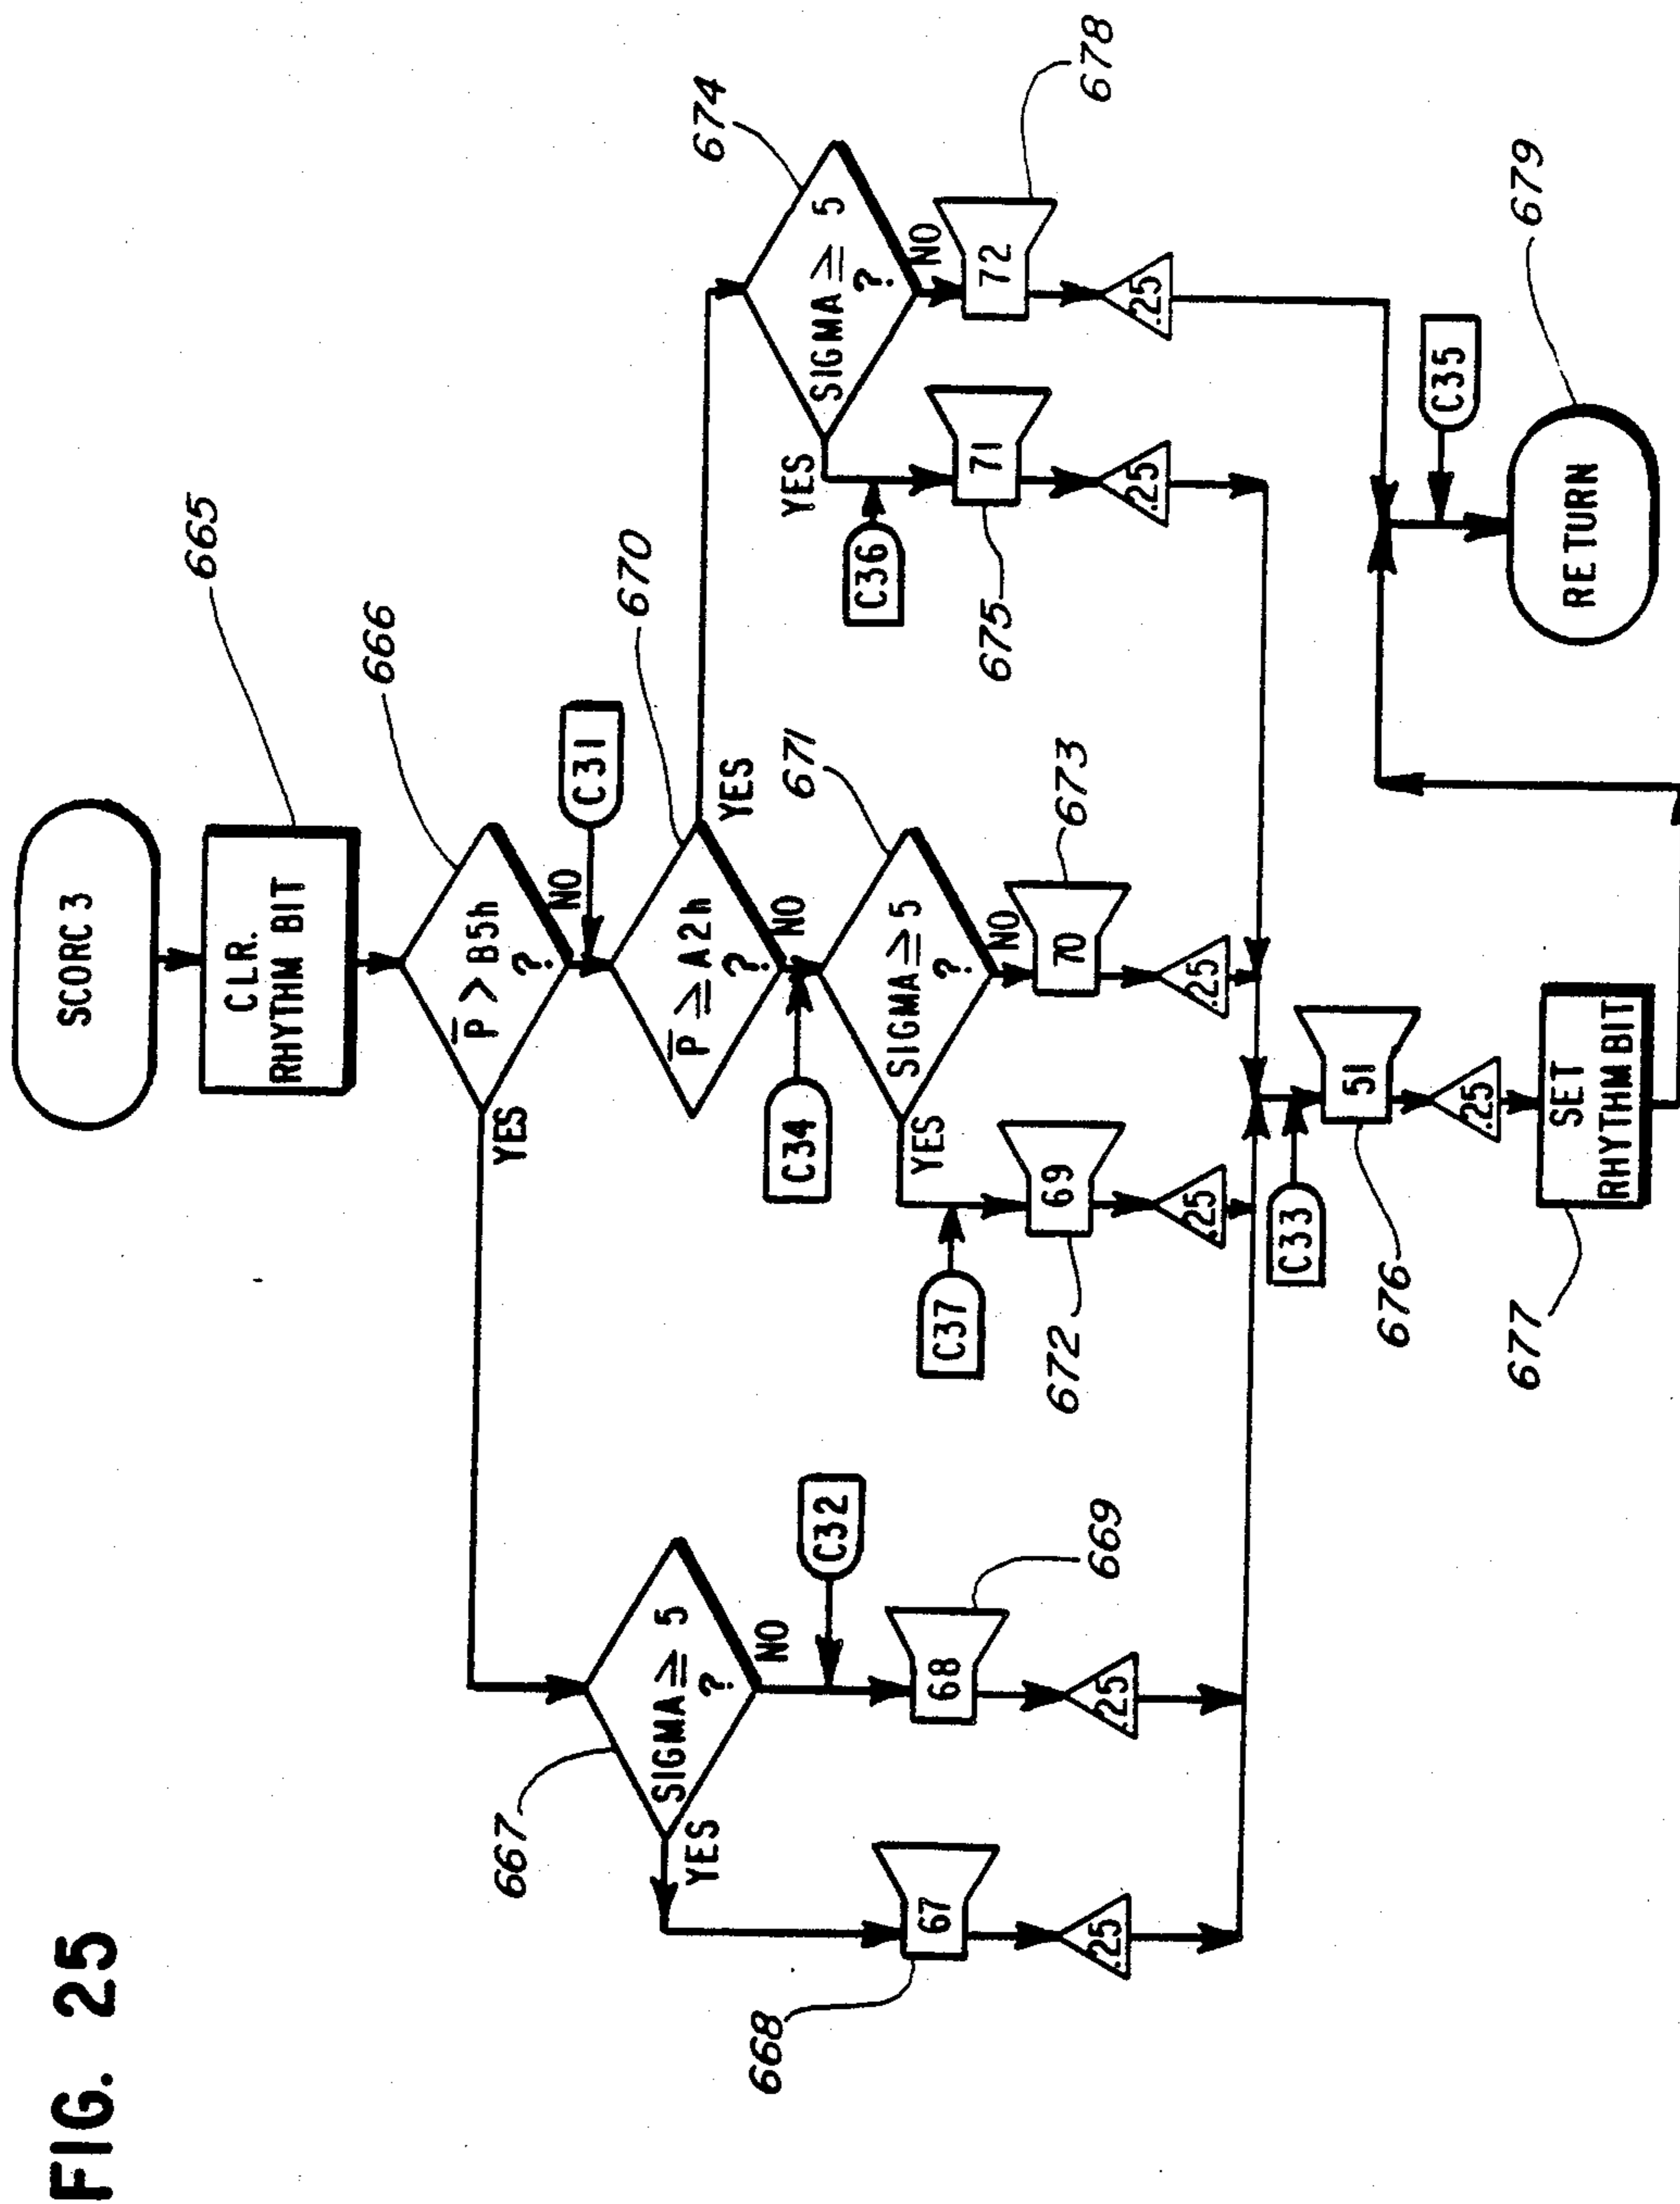 FIG. 25
SCORC3
665
CLR.
RHYTHM BIT
666
P̅ > B5h
?
YES
NO
C31
670
P̅ ≥ A2h
?
YES
NO
667
SIGMA ≥ 5
?
YES
NO
C32
C34
671
SIGMA ≥ 5
?
YES
NO
674
SIGMA ≥ 5
?
YES
NO
C36
C37
668
67
.25
669
68
.25
672
69
.25
673
70
.25
675
71
.25
678
72
.25
C33
676
51
.25
677
SET
RHYTHM BIT
C35
679
RETURN